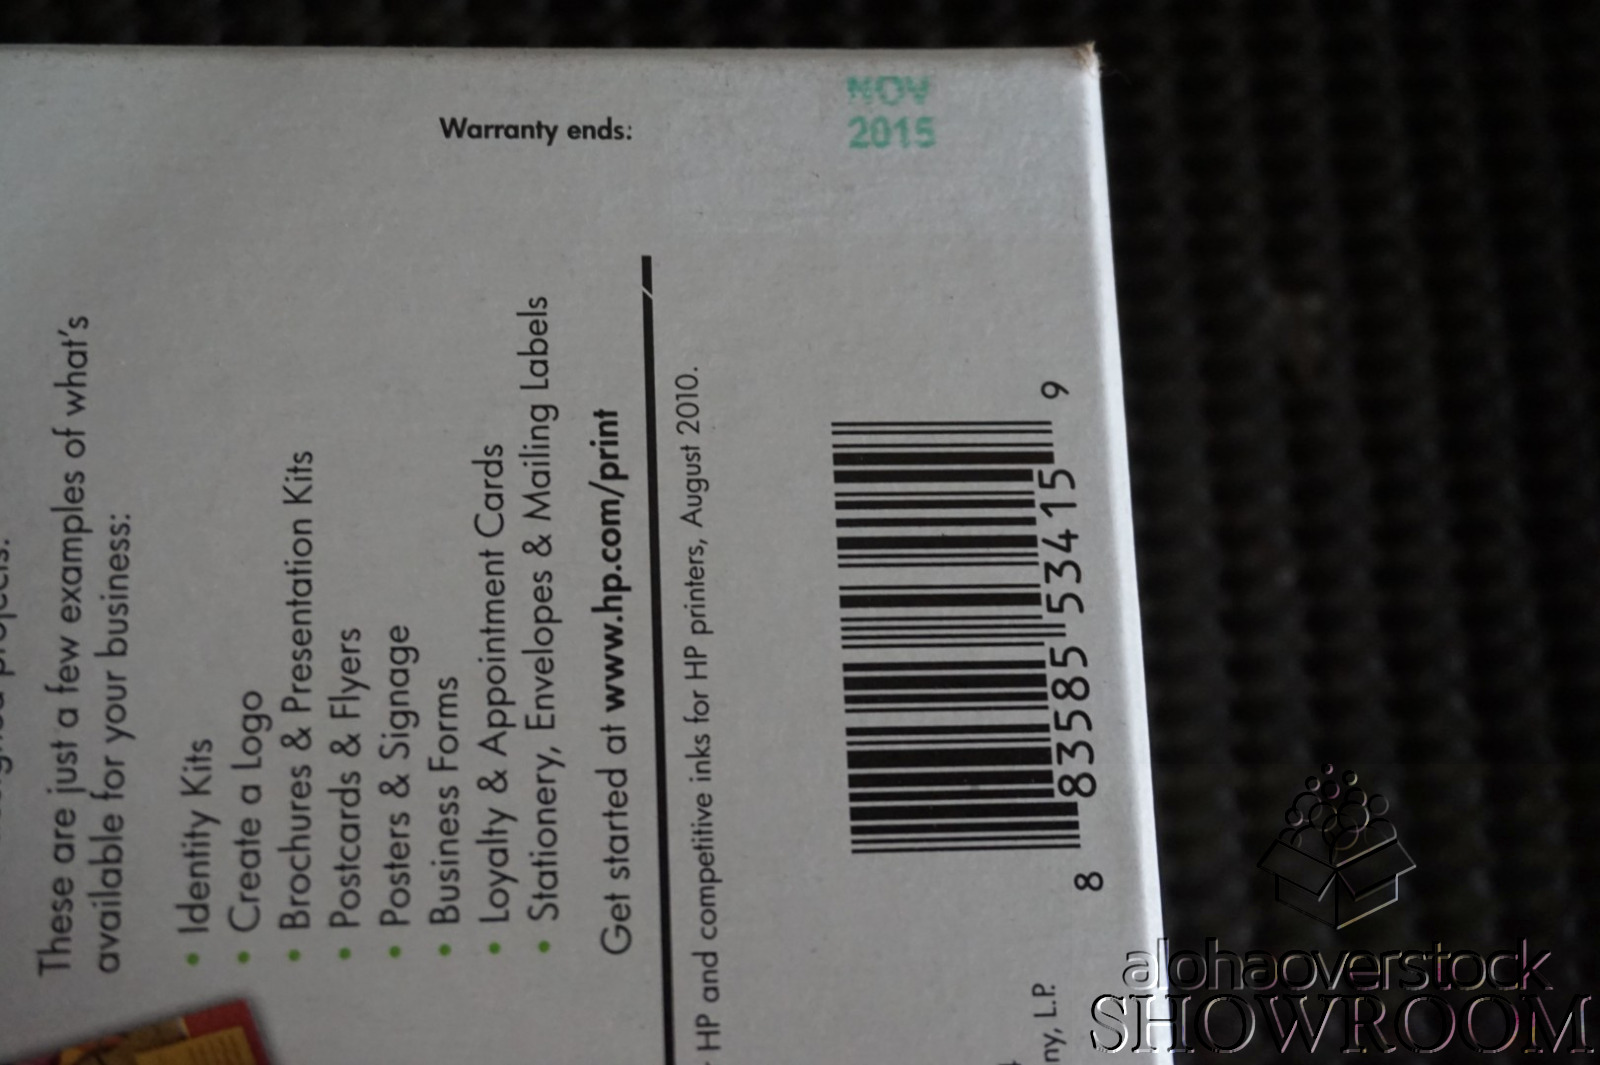 Warranty ends:
NOV
2015
These are just a few examples of what's
available for your business:
• Identity Kits
• Create a Logo
• Brochures & Presentation Kits
• Postcards & Flyers
• Posters & Signage
• Business Forms
• Loyalty & Appointment Cards
• Stationery, Envelopes & Mailing Labels
Get started at www.hp.com/print
HP and competitive inks for HP printers, August 2010.
ny, L.P.
8 83585 53415 9
alohaoverstock
SHOWROOM